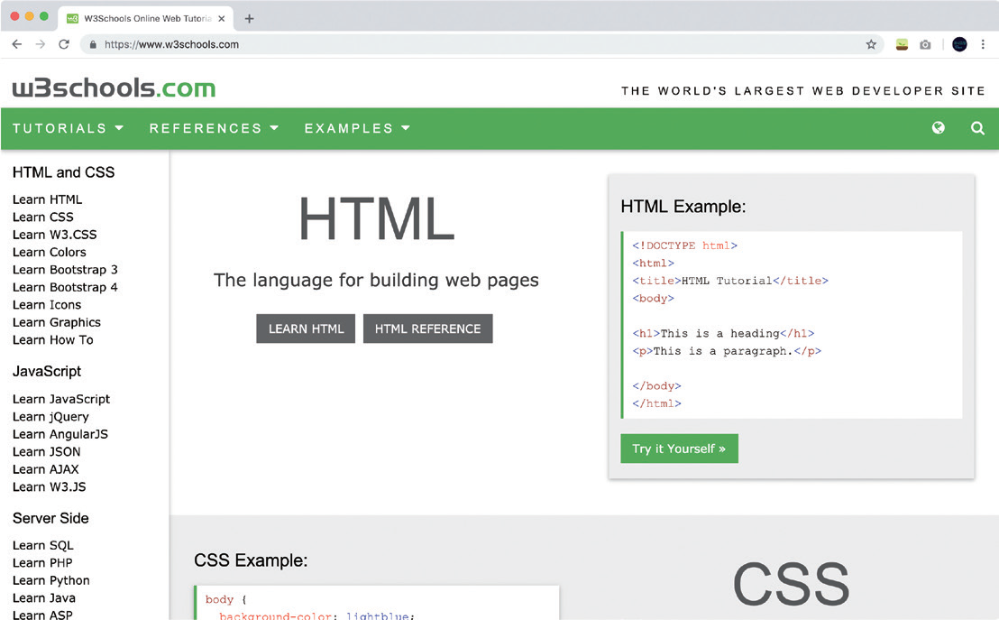 W3Schools Online Web Tutoria
https://www.w3schools.com
w3schools.com
THE WORLD'S LARGEST WEB DEVELOPER SITE
TUTORIALS
REFERENCES
EXAMPLES
HTML and CSS
Learn HTML
Learn CSS
Learn W3.CSS
Learn Colors
Learn Bootstrap 3
Learn Bootstrap 4
Learn Icons
Learn Graphics
Learn How To
JavaScript
Learn JavaScript
Learn jQuery
Learn AngularJS
Learn JSON
Learn AJAX
Learn W3.JS
Server Side
Learn SQL
Learn PHP
Learn Python
Learn Java
Learn ASP
HTML
The language for building web pages
LEARN HTML
HTML REFERENCE
HTML Example:
<!DOCTYPE html>
<html>
<title>HTML Tutorial</title>
<body>
<h1>This is a heading</h1>
<p>This is a paragraph.</p>
</body>
</html>
Try it Yourself »
CSS Example:
body {
background-color: lightblue;
CSS